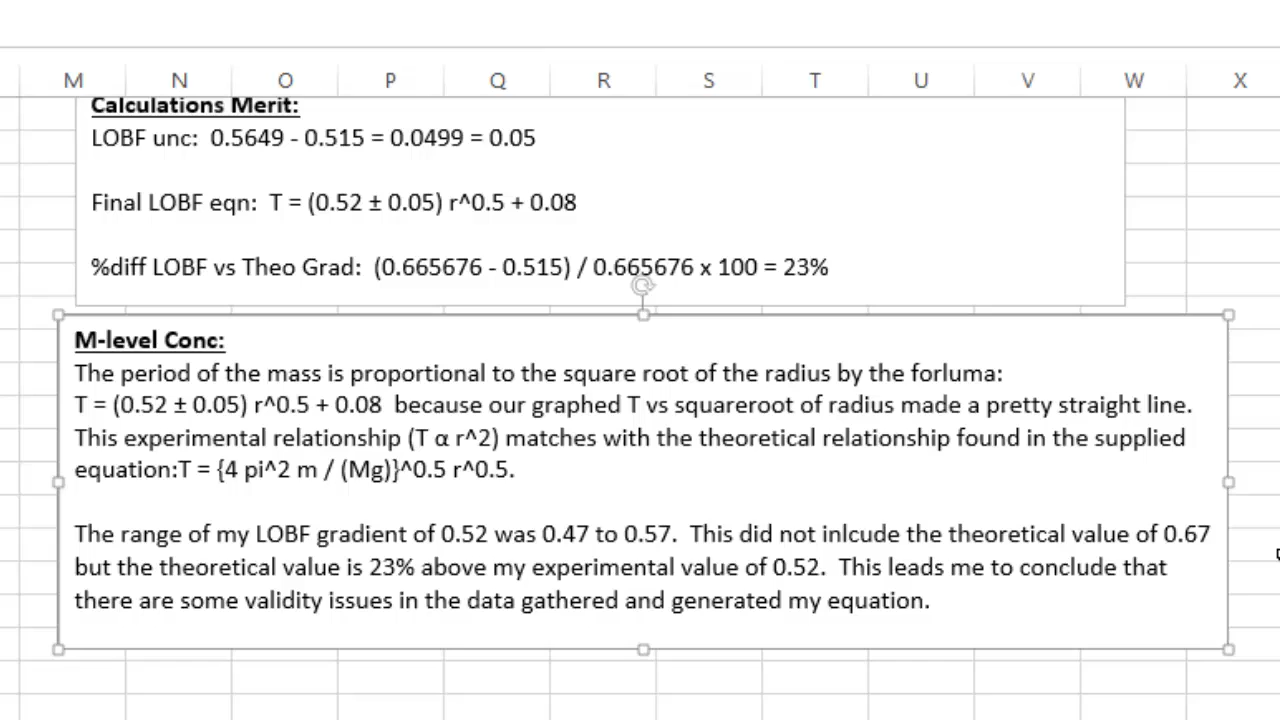 M N O P Q R S T U V W X
Calculations Merit:
LOBF unc:  0.5649 - 0.515 = 0.0499 = 0.05
Final LOBF eqn:  T = (0.52 ± 0.05) r^0.5 + 0.08
%diff LOBF vs Theo Grad:  (0.665676 - 0.515) / 0.665676 x 100 = 23%
M-level Conc:
The period of the mass is proportional to the square root of the radius by the forluma:
T = (0.52 ± 0.05) r^0.5 + 0.08  because our graphed T vs squareroot of radius made a pretty straight line.
This experimental relationship (T α r^2) matches with the theoretical relationship found in the supplied
equation:T = {4 pi^2 m / (Mg)}^0.5 r^0.5.
The range of my LOBF gradient of 0.52 was 0.47 to 0.57.  This did not inlcude the theoretical value of 0.67
but the theoretical value is 23% above my experimental value of 0.52.  This leads me to conclude that
there are some validity issues in the data gathered and generated my equation.